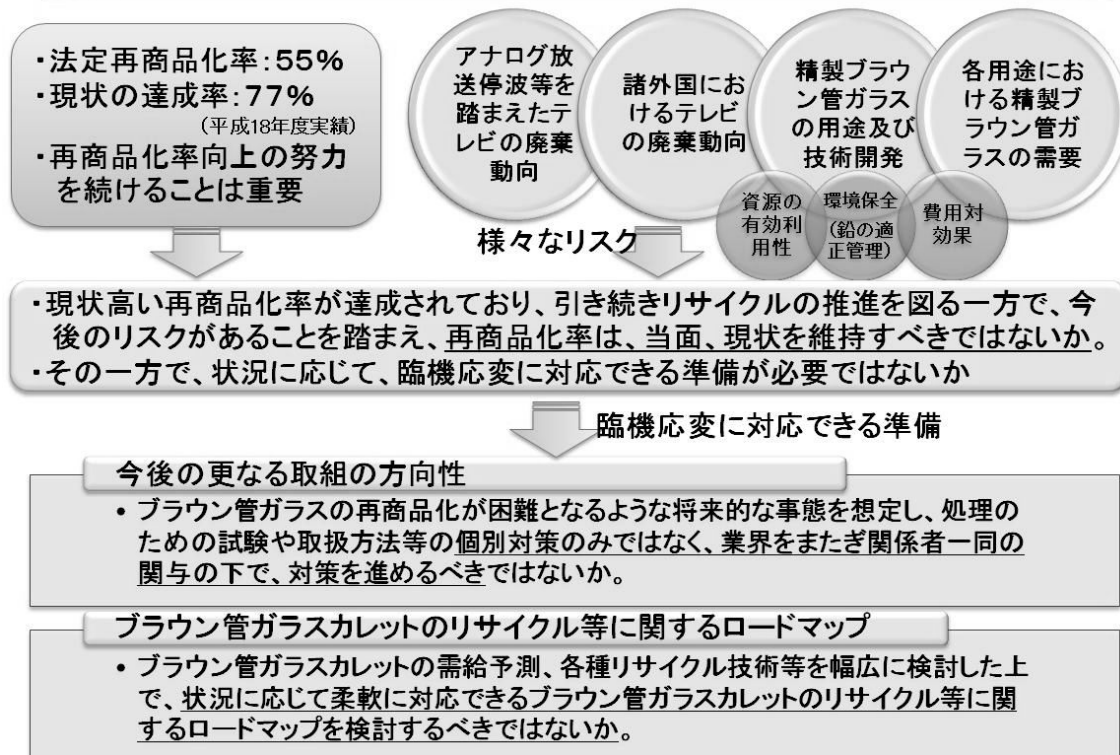 ・法定再商品化率：55%
・現状の達成率：77%
（平成18年度実績）
・再商品化率向上の努力
を続けることは重要
アナログ放
送停波等を
踏まえたテ
レビの廃棄
動向
諸外国にお
けるテレビ
の廃棄動向
精製ブラウ
ン管ガラス
の用途及び
技術開発
各用途にお
ける精製ブ
ラウン管ガ
ラスの需要
資源の
有効利
用性
環境保全
（鉛の適
正管理）
費用対
効果
様々なリスク
・現状高い再商品化率が達成されており、引き続きリサイクルの推進を図る一方で、今
後のリスクがあることを踏まえ、再商品化率は、当面、現状を維持すべきではないか。
・その一方で、状況に応じて、臨機応変に対応できる準備が必要ではないか
臨機応変に対応できる準備
今後の更なる取組の方向性
• ブラウン管ガラスの再商品化が困難となるような将来的な事態を想定し、処理の
ための試験や取扱方法等の個別対策のみではなく、業界をまたぎ関係者一同の
関与の下で、対策を進めるべきではないか。
ブラウン管ガラスカレットのリサイクル等に関するロードマップ
• ブラウン管ガラスカレットの需給予測、各種リサイクル技術等を幅広に検討した上
で、状況に応じて柔軟に対応できるブラウン管ガラスカレットのリサイクル等に関
するロードマップを検討するべきではないか。